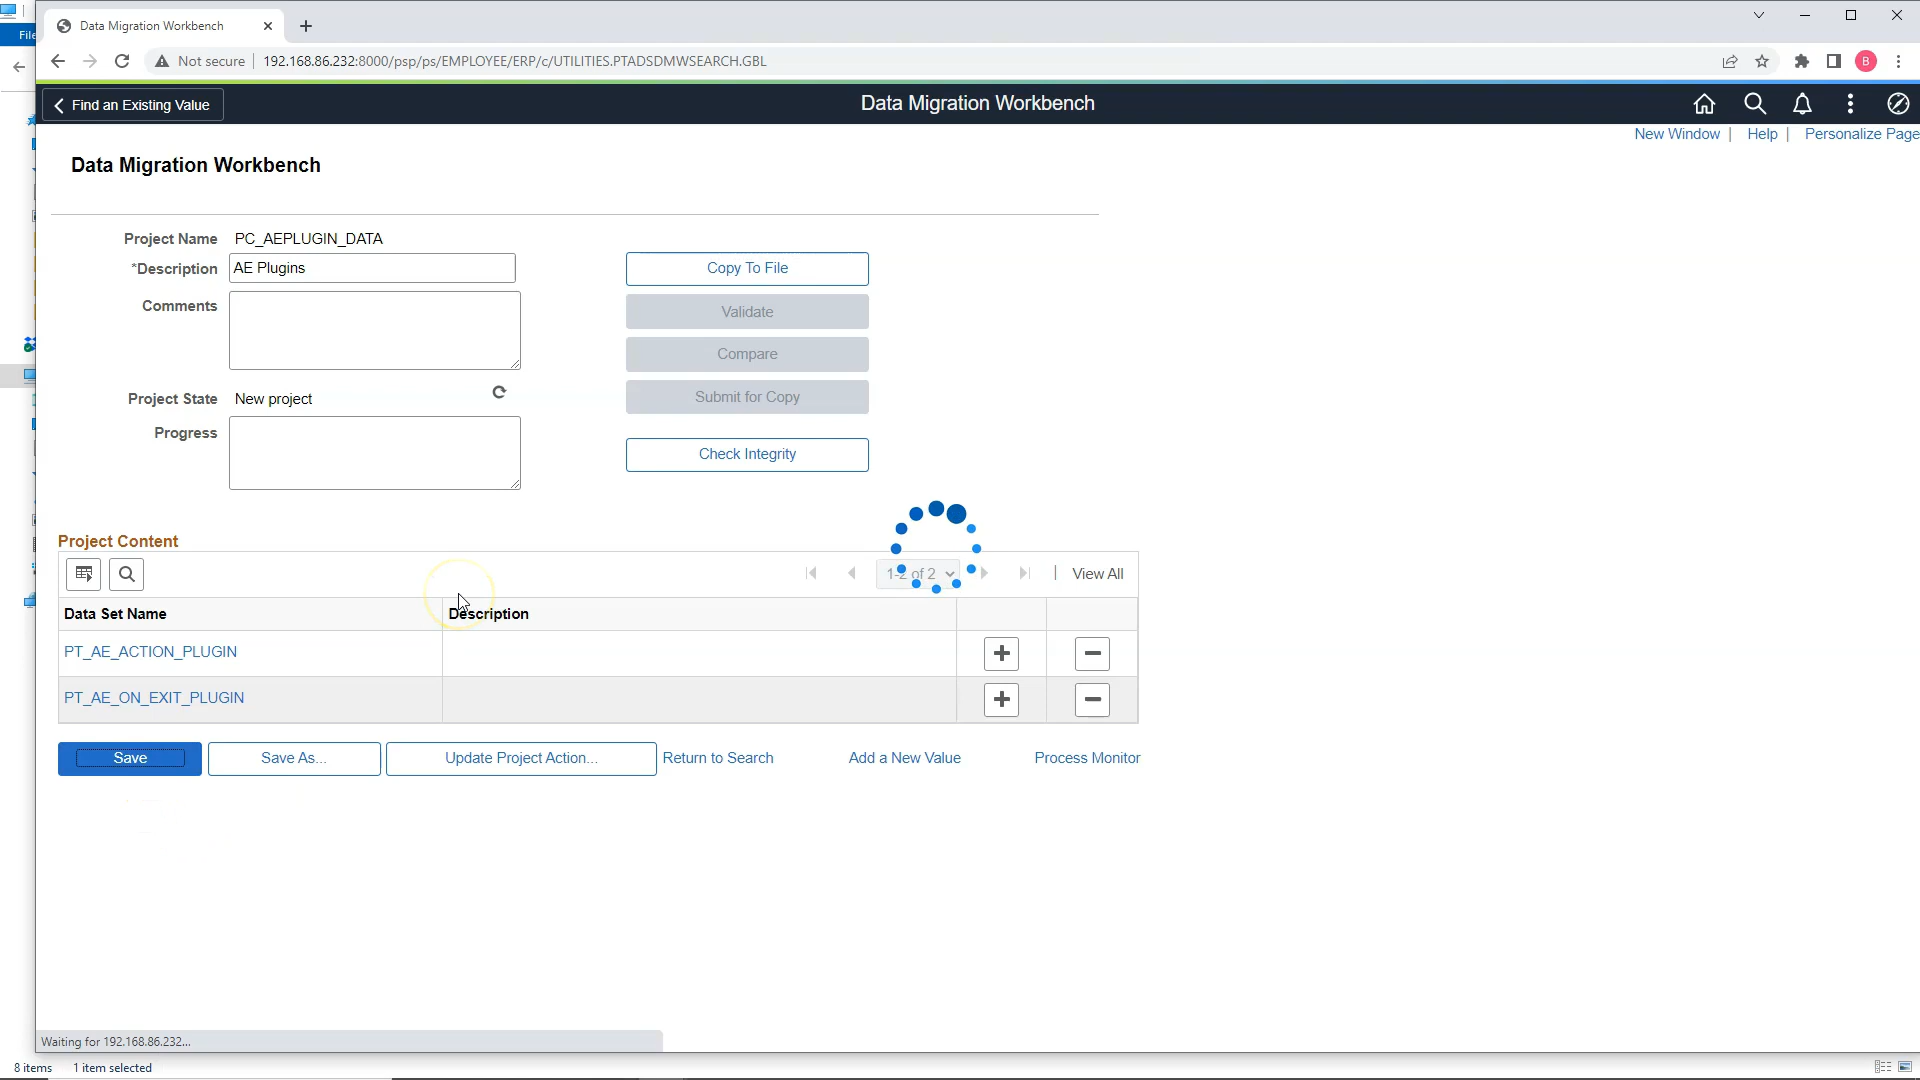 File
Data Migration Workbench
Not secure
192.168.86.232:8000/psp/ps/EMPLOYEE/ERP/c/UTILITIES.PTADSDMWSEARCH.GBL
B
Find an Existing Value
Data Migration Workbench
New Window | Help | Personalize Page
Data Migration Workbench
Project Name PC_AEPLUGIN_DATA
*Description AE Plugins
Copy To File
Comments
Validate
Compare
Project State New project
Submit for Copy
Progress
Check Integrity
Project Content
1-2 of 2
View All
Data Set Name Description
PT_AE_ACTION_PLUGIN
PT_AE_ON_EXIT_PLUGIN
Save Save As... Update Project Action... Return to Search Add a New Value Process Monitor
Waiting for 192.168.86.232...
8 items 1 item selected